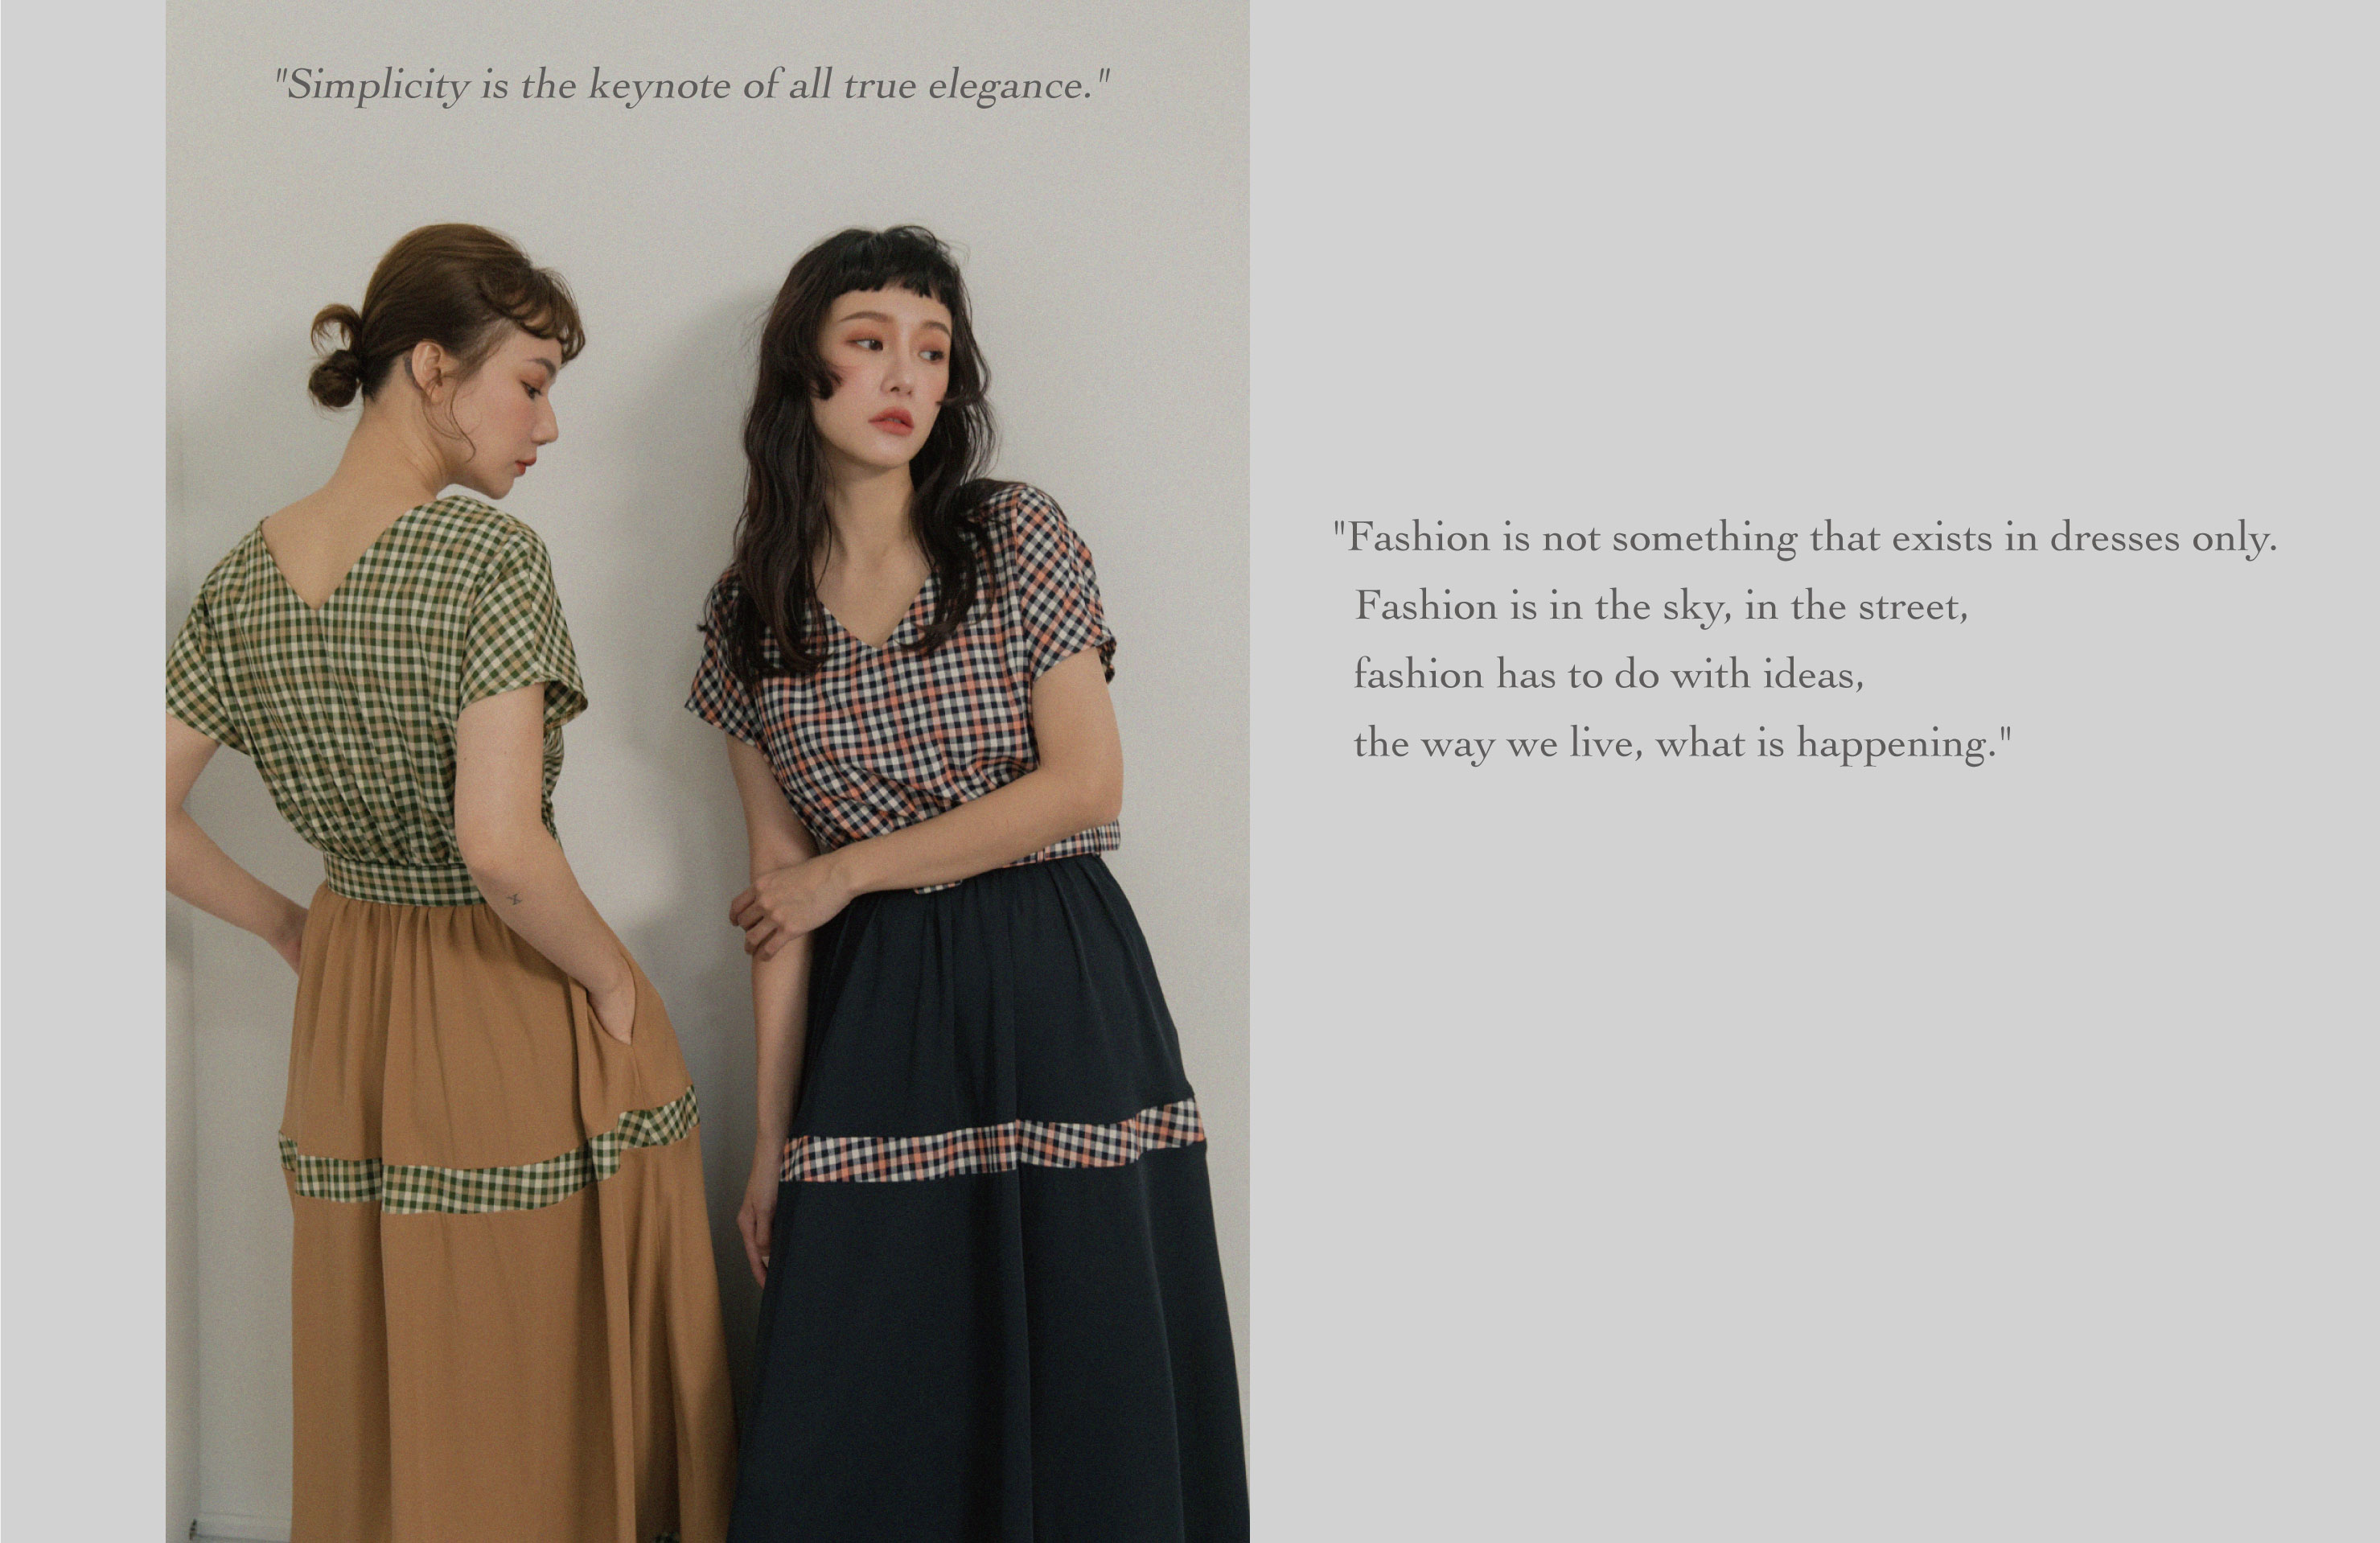 "Simplicity is the keynote of all true elegance."
"Fashion is not something that exists in dresses only.
Fashion is in the sky, in the street,
fashion has to do with ideas,
the way we live, what is happening."